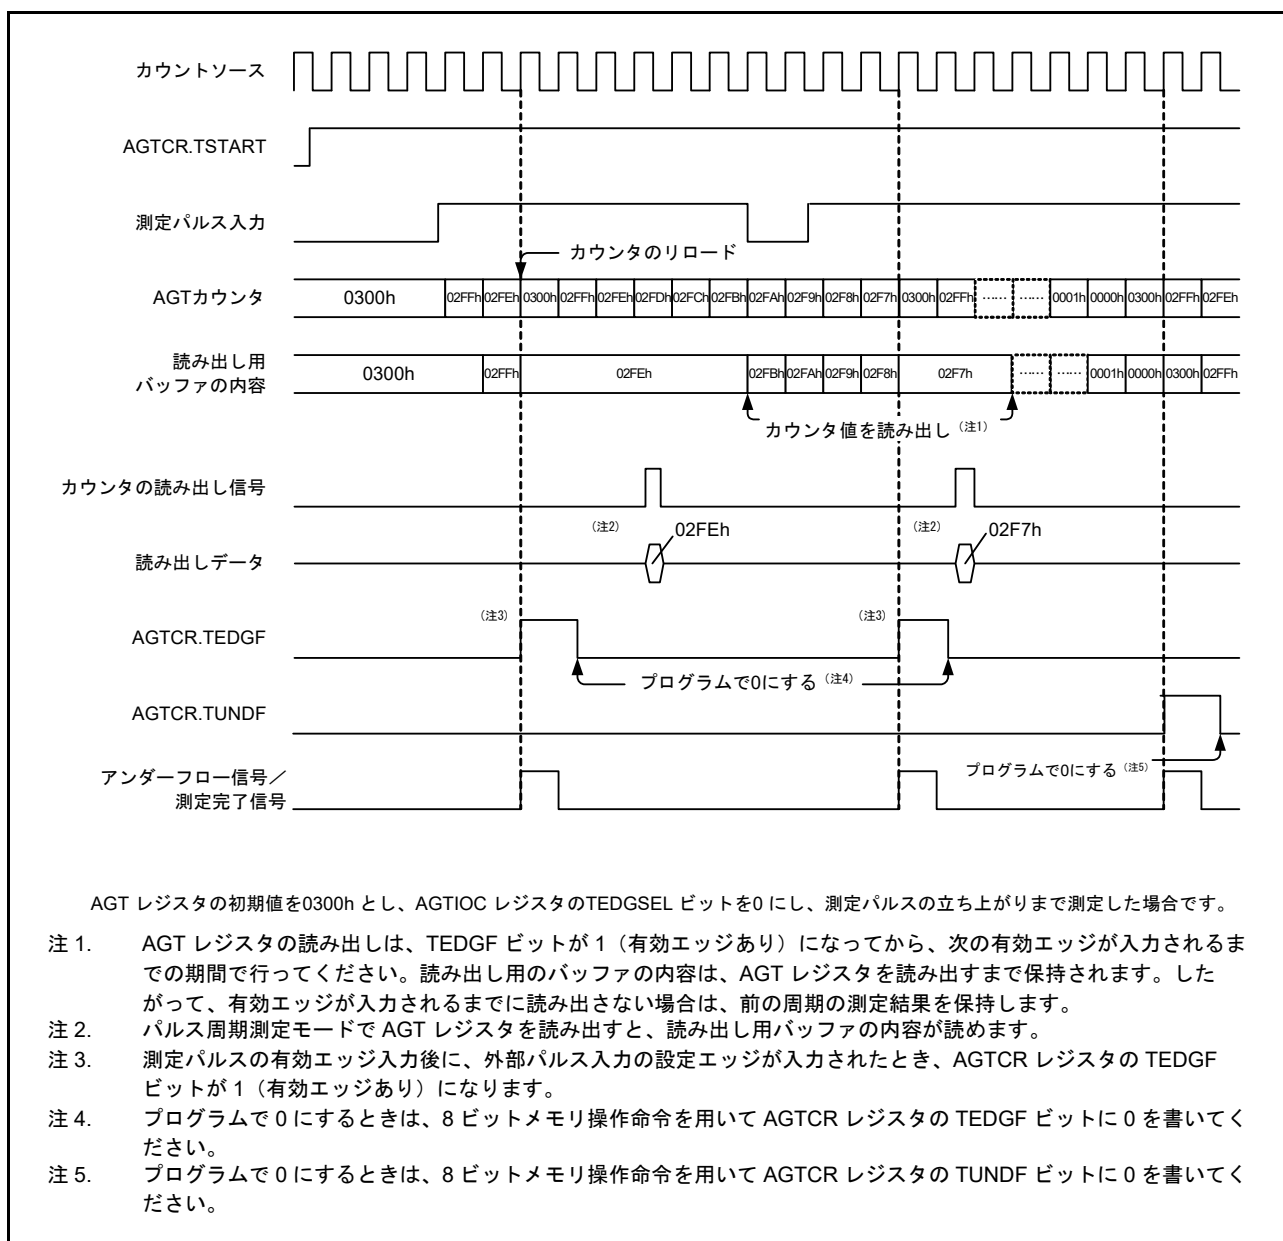 カウントソース
AGTCR.TSTART
測定パルス入力
カウンタのリロード
AGTカウンタ
0300h 02FFh 02FEh 0300h 02FFh 02FEh 02FDh 02FCh 02FBh 02FAh 02F9h 02F8h 02F7h 0300h 02FFh …… …… 0001h 0000h 0300h 02FFh 02FEh
読み出し用
バッファの内容
0300h 02FFh 02FEh 02FBh 02FAh 02F9h 02F8h 02F7h …… …… 0001h 0000h 0300h 02FFh
カウンタ値を読み出し（注1）
カウンタの読み出し信号
（注2） 02FEh （注2） 02F7h
読み出しデータ
（注3） （注3）
AGTCR.TEDGF
プログラムで0にする（注4）
AGTCR.TUNDF
プログラムで0にする（注5）
アンダーフロー信号／
測定完了信号
AGT レジスタの初期値を0300h とし、AGTIOC レジスタのTEDGSEL ビットを0 にし、測定パルスの立ち上がりまで測定した場合です。
注 1. AGT レジスタの読み出しは、TEDGF ビットが 1（有効エッジあり）になってから、次の有効エッジが入力されるま
での期間で行ってください。読み出し用のバッファの内容は、AGT レジスタを読み出すまで保持されます。した
がって、有効エッジが入力されるまでに読み出さない場合は、前の周期の測定結果を保持します。
注 2. パルス周期測定モードで AGT レジスタを読み出すと、読み出し用バッファの内容が読めます。
注 3. 測定パルスの有効エッジ入力後に、外部パルス入力の設定エッジが入力されたとき、AGTCR レジスタの TEDGF
ビットが 1（有効エッジあり）になります。
注 4. プログラムで 0 にするときは、8 ビットメモリ操作命令を用いて AGTCR レジスタの TEDGF ビットに 0 を書いてく
ださい。
注 5. プログラムで 0 にするときは、8 ビットメモリ操作命令を用いて AGTCR レジスタの TUNDF ビットに 0 を書いてく
ださい。